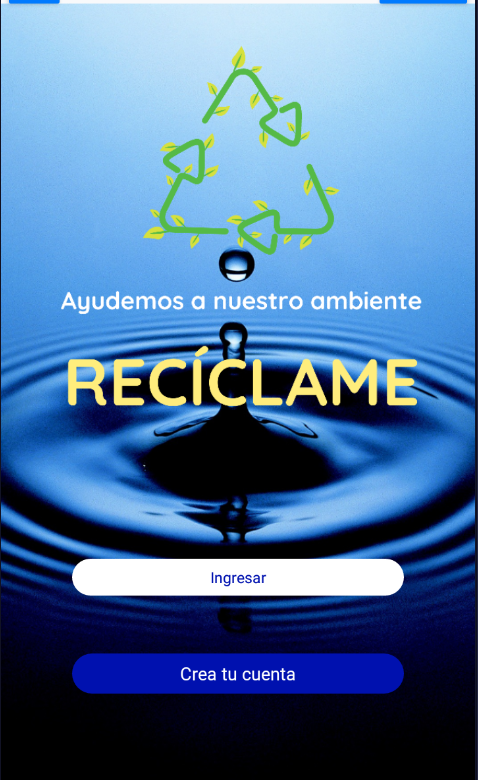 Ayudemos a nuestro ambiente
RECÍCLAME
Ingresar
Crea tu cuenta